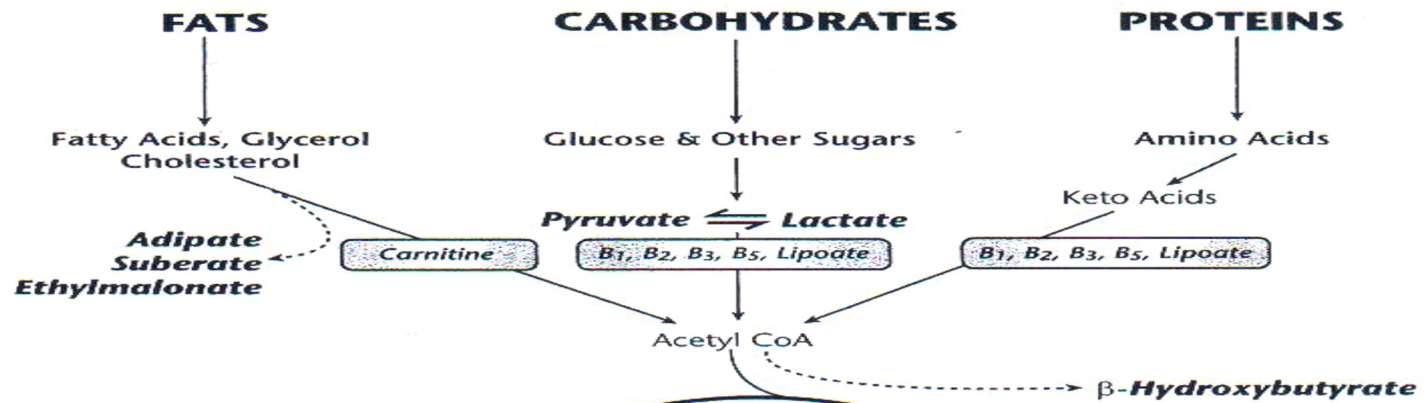 FATS
CARBOHYDRATES
PROTEINS
Fatty Acids, Glycerol
Cholesterol
Glucose & Other Sugars
Amino Acids
Keto Acids
Pyruvate ⇌ Lactate
Adipate
Suberate
Ethylmalonate
Carnitine
B1, B2, B3, B5, Lipoate
B1, B2, B3, B5, Lipoate
Acetyl CoA
β-Hydroxybutyrate